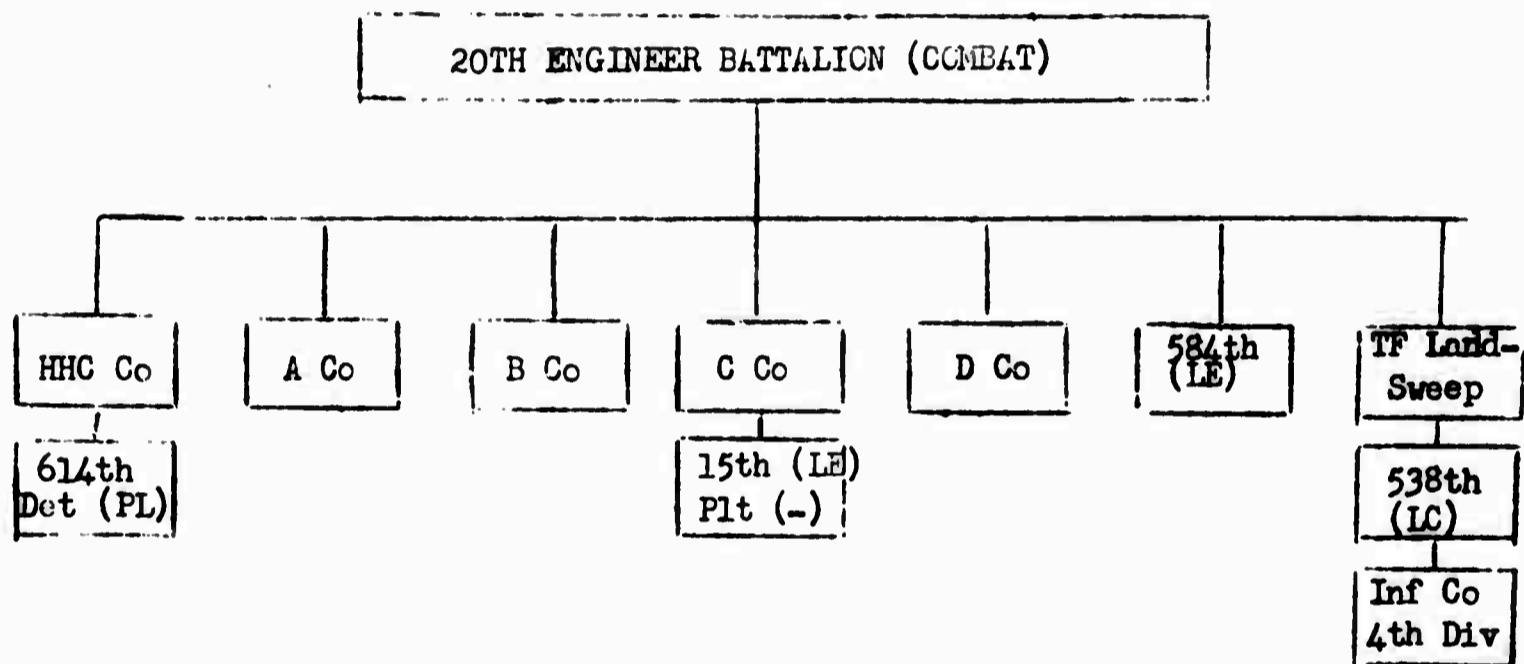 20TH ENGINEER BATTALION (COMBAT)
HHC Co
A Co
B Co
C Co
D Co
584th
(LE)
TF Land-
Sweep
614th
Det (PL)
15th (LE)
Plt (-)
538th
(LC)
Inf Co
4th Div